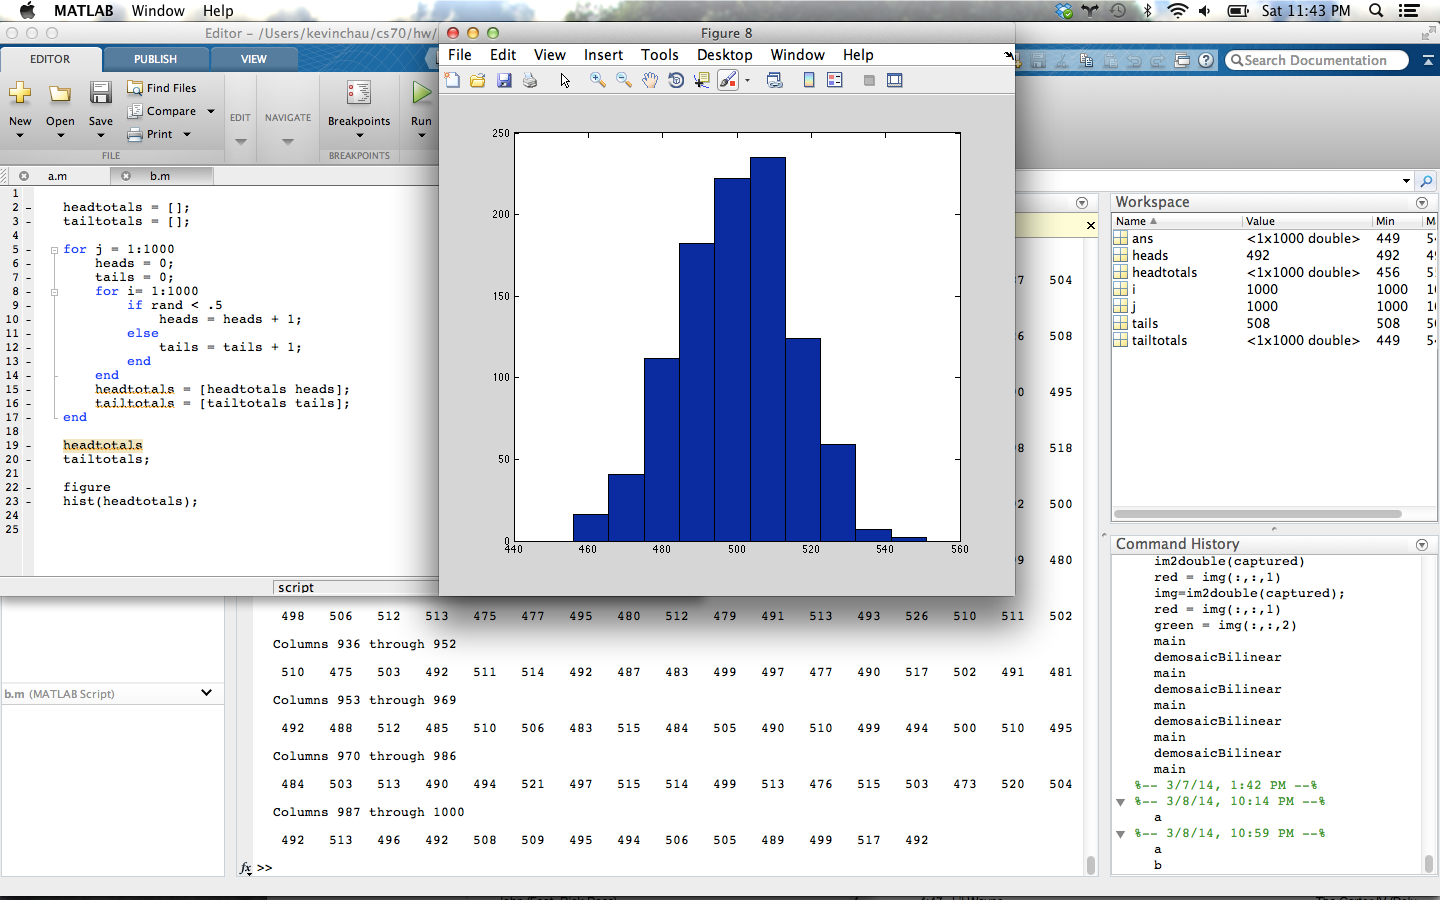 MATLAB Window Help
Sat 11:43 PM
Editor – /Users/kevinchau/cs70/hw/
EDITOR PUBLISH VIEW
Search Documentation
New Open Save
Find Files
Compare
Print
FILE
EDIT
NAVIGATE
Breakpoints
BREAKPOINTS
Run
a.m b.m
1
2 – headtotals = [];
3 – tailtotals = [];
4
5 – for j = 1:1000
6 – heads = 0;
7 – tails = 0;
8 – for i= 1:1000
9 – if rand < .5
10 – heads = heads + 1;
11 – else
12 – tails = tails + 1;
13 – end
14 – end
15 – headtotals = [headtotals heads];
16 – tailtotals = [tailtotals tails];
17 – end
18
19 – headtotals
20 – tailtotals;
21
22 – figure
23 – hist(headtotals);
24
25
script
b.m (MATLAB Script)
Figure 8
File Edit View Insert Tools Desktop Window Help
250
200
150
100
50
0
440 460 480 500 520 540 560
504
508
495
518
500
480
498 506 512 513 475 477 495 480 512 479 491 513 493 526 510 511 502
Columns 936 through 952
510 475 503 492 511 514 492 487 483 499 497 477 490 517 502 491 481
Columns 953 through 969
492 488 512 485 510 506 483 515 484 505 490 510 499 494 500 510 495
Columns 970 through 986
484 503 513 490 494 521 497 515 514 499 513 476 515 503 473 520 504
Columns 987 through 1000
492 513 496 492 508 509 495 494 506 505 489 499 517 492
fx >>
Workspace
Name Value Min
ans <1x1000 double> 449
heads 492 492
headtotals <1x1000 double> 456
i 1000 1000
j 1000 1000
tails 508 508
tailtotals <1x1000 double> 449
Command History
im2double(captured)
red = img(:,:,1)
img=im2double(captured);
red = img(:,:,1)
green = img(:,:,2)
main
demosaicBilinear
main
demosaicBilinear
main
demosaicBilinear
main
demosaicBilinear
main
%-- 3/7/14, 1:42 PM --%
%-- 3/8/14, 10:14 PM --%
a
%-- 3/8/14, 10:59 PM --%
a
b